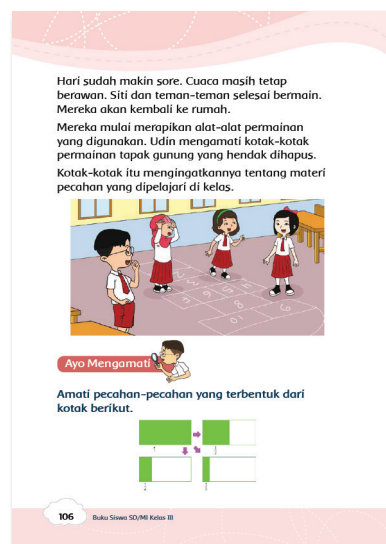 Hari sudah makin sore. Cuaca masih tetap
berawan. Siti dan teman-teman selesai bermain.
Mereka akan kembali ke rumah.
Mereka mulai merapikan alat-alat permainan
yang digunakan. Udin mengamati kotak-kotak
permainan tapak gunung yang hendak dihapus.
Kotak-kotak itu mengingatkannya tentang materi
pecahan yang dipelajari di kelas.
Ayo Mengamati
Amati pecahan-pecahan yang terbentuk dari
kotak berikut.
106 Buku Siswa SD/MI Kelas III